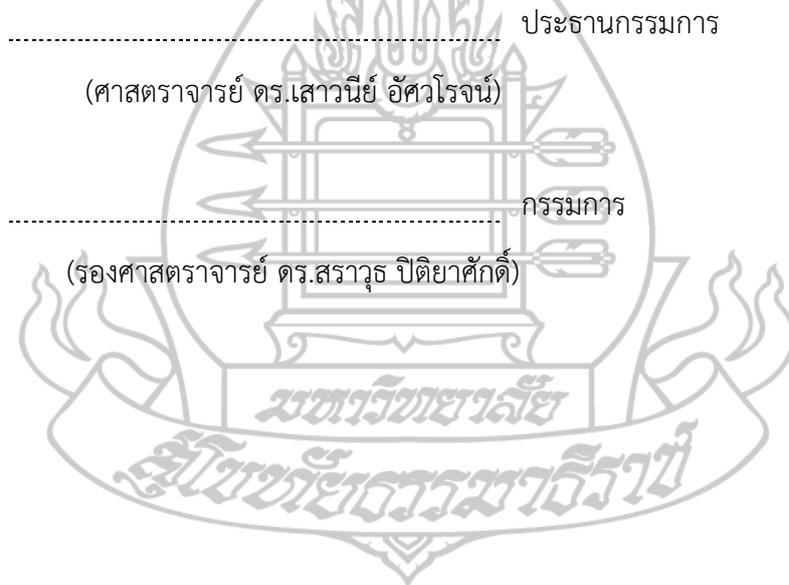 ประธานกรรมการ
(ศาสตราจารย์ ดร.เสาวนีย์ อัศวโรจน์)
กรรมการ
(รองศาสตราจารย์ ดร.สราวุธ ปิติยาศักดิ์)
มหาวิทยาลัย
สุโขทัยธรรมาธิราช